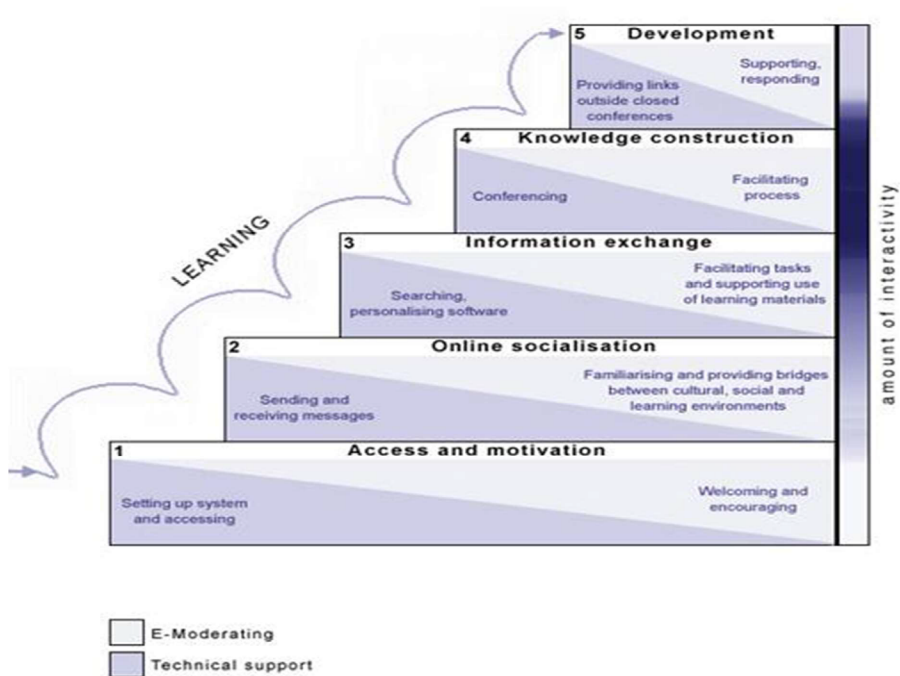 5 Development
Supporting,
responding
Providing links
outside closed
conferences
4 Knowledge construction
Conferencing
Facilitating
process
LEARNING
3 Information exchange
Searching,
personalising software
Facilitating tasks
and supporting use
of learning materials
2 Online socialisation
Sending and
receiving messages
Familiarising and providing bridges
between cultural, social and
learning environments
1 Access and motivation
Setting up system
and accessing
Welcoming and
encouraging
amount of interactivity
E-Moderating
Technical support